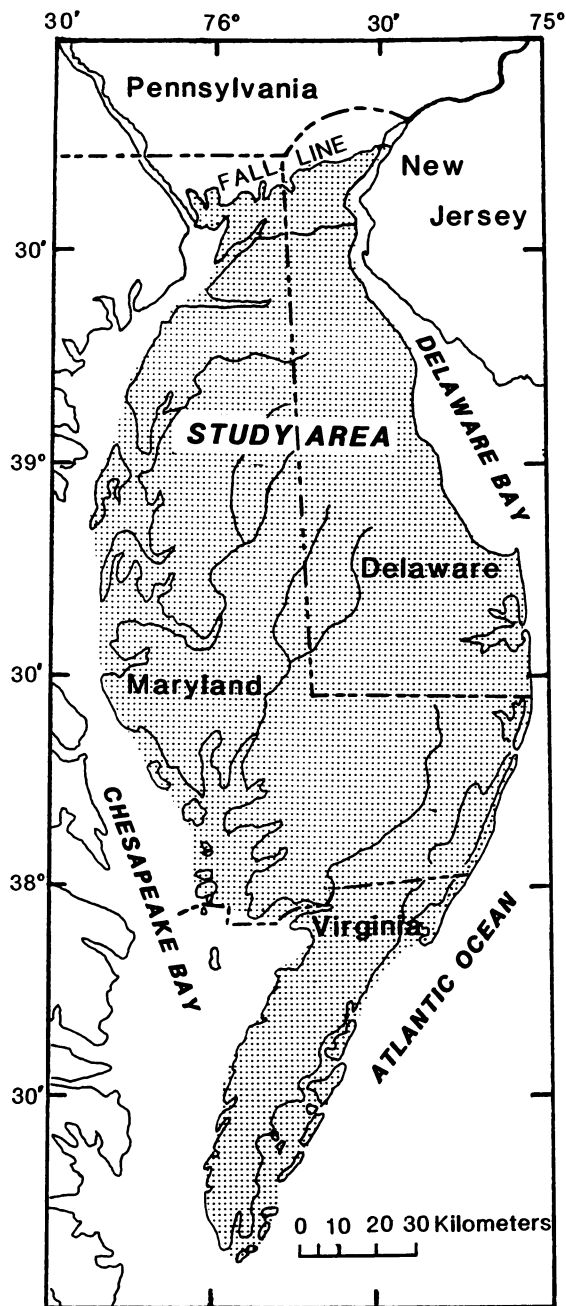 30′ 76° 30′ 75°
Pennsylvania
FALL LINE
New
Jersey
30′
DELAWARE BAY
STUDY AREA
39°
Delaware
30′
Maryland
CHESAPEAKE BAY
38°
Virginia
ATLANTIC OCEAN
30′
0 10 20 30 Kilometers